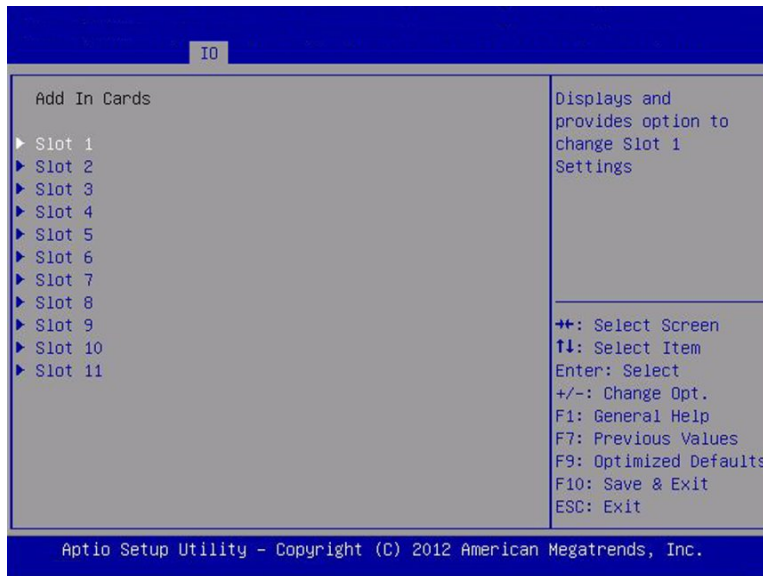 IO
Add In Cards
Slot 1
Slot 2
Slot 3
Slot 4
Slot 5
Slot 6
Slot 7
Slot 8
Slot 9
Slot 10
Slot 11
Displays and
provides option to
change Slot 1
Settings
→←: Select Screen
↑↓: Select Item
Enter: Select
+/-: Change Opt.
F1: General Help
F7: Previous Values
F9: Optimized Defaults
F10: Save & Exit
ESC: Exit
Aptio Setup Utility – Copyright (C) 2012 American Megatrends, Inc.